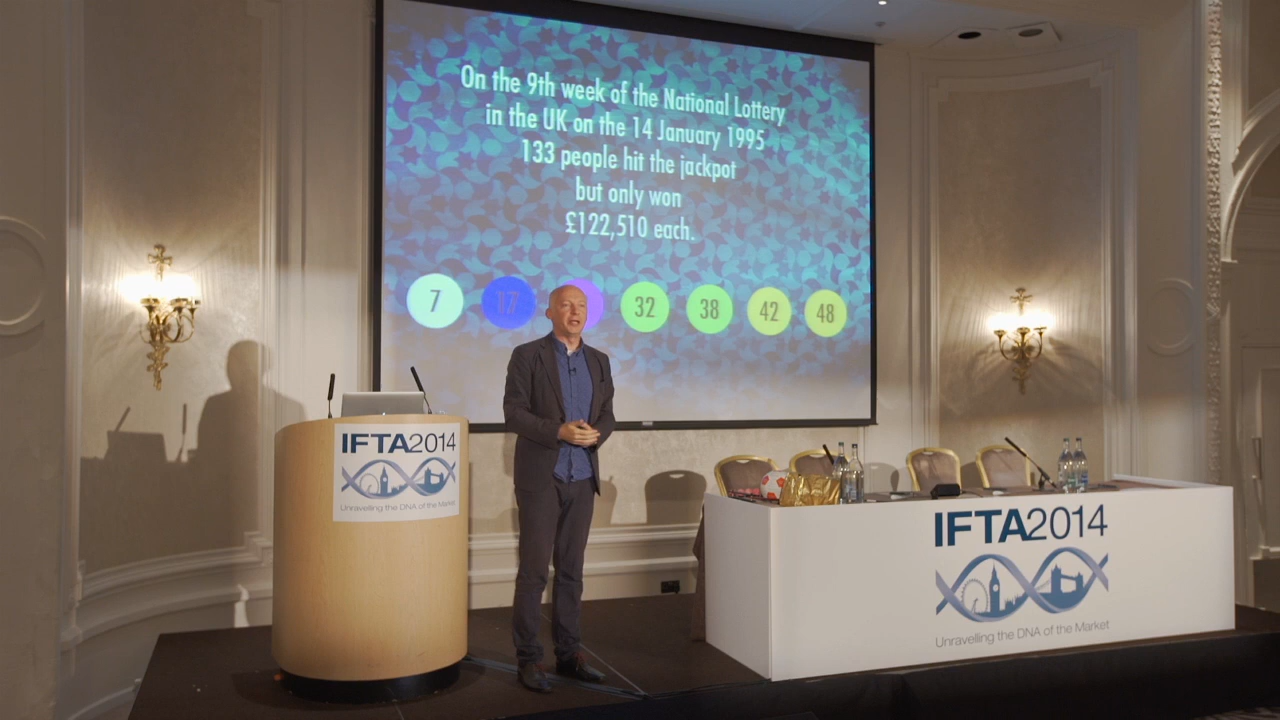 On the 9th week of the National Lottery
in the UK on the 14 January 1995
133 people hit the jackpot
but only won
£122,510 each.
7 17 32 38 42 48
IFTA2014
Unravelling the DNA of the Market
IFTA2014
Unravelling the DNA of the Market